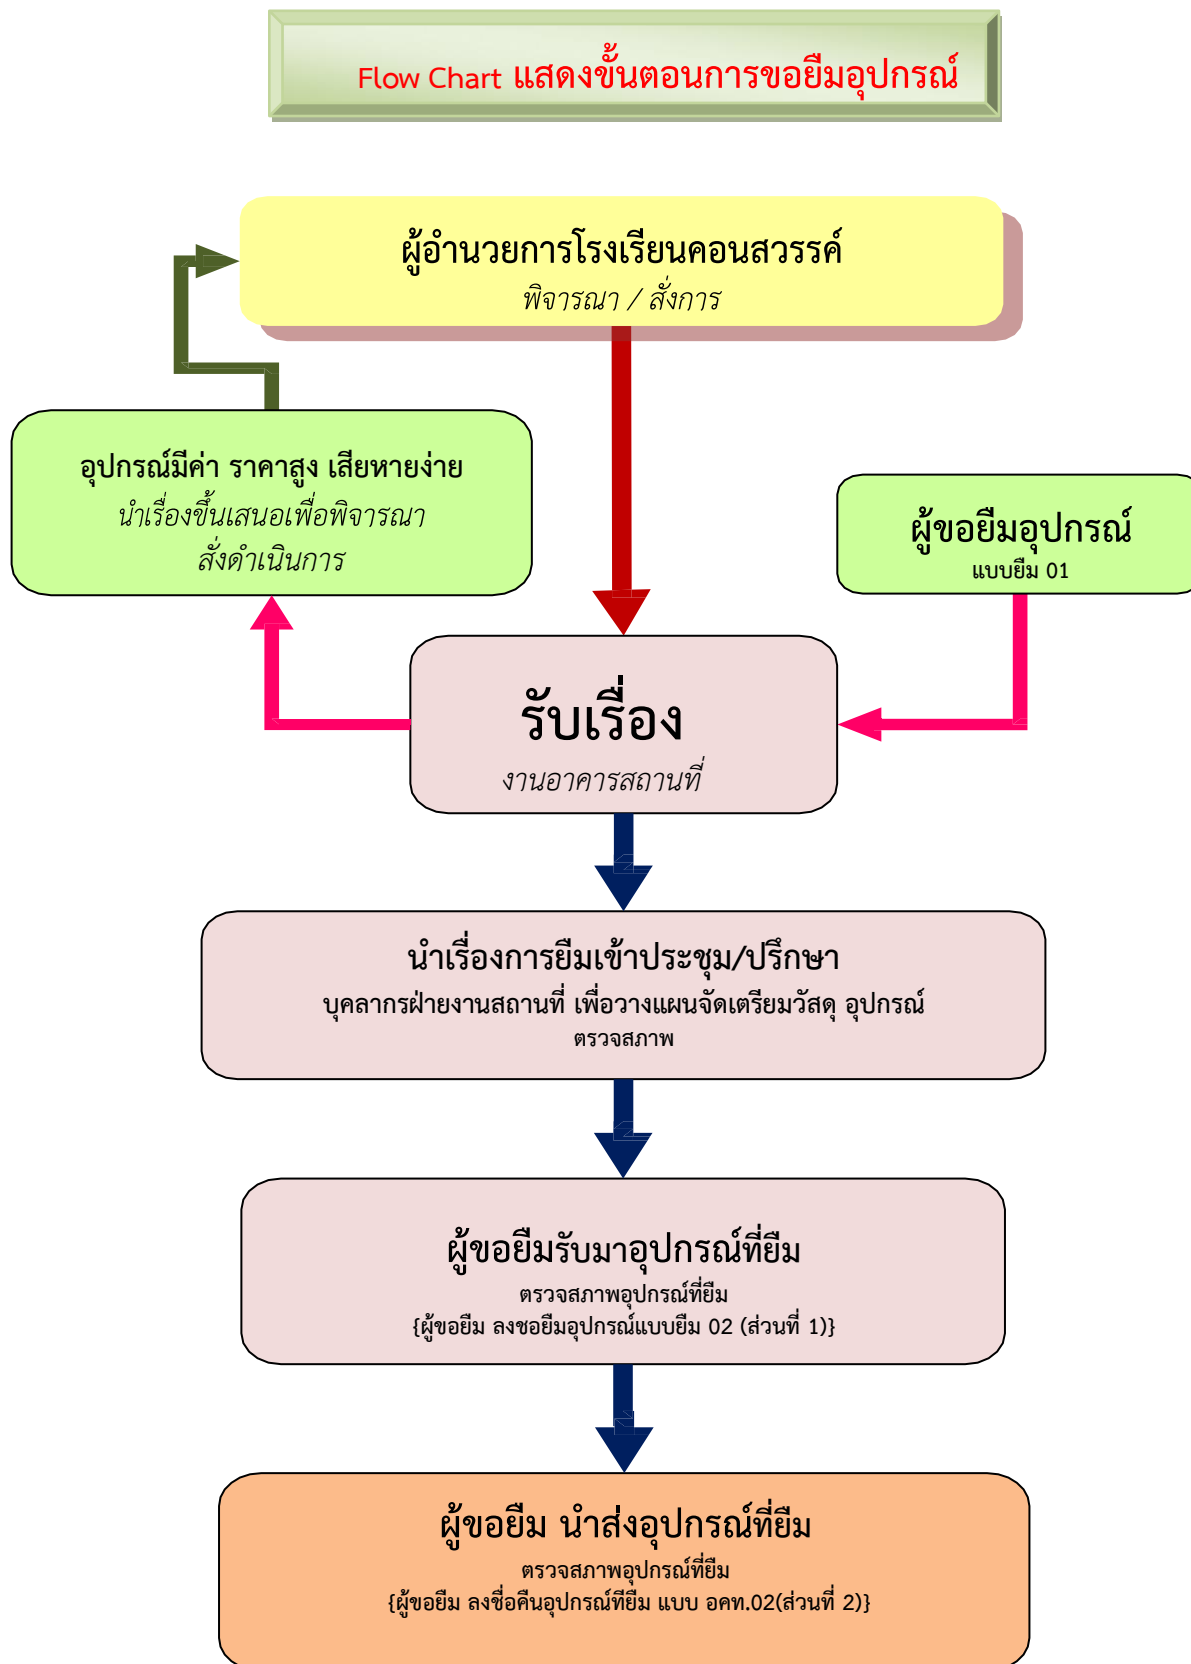 Flow Chart แสดงขั้นตอนการขอยืมอุปกรณ์
ผู้อำนวยการโรงเรียนคอนสวรรค์
พิจารณา / สั่งการ
อุปกรณ์มีค่า ราคาสูง เสียหายง่าย
นำเรื่องขึ้นเสนอเพื่อพิจารณา
สั่งดำเนินการ
ผู้ขอยืมอุปกรณ์
แบบยืม 01
รับเรื่อง
งานอาคารสถานที่
นำเรื่องการยืมเข้าประชุม/ปรึกษา
บุคลากรฝ่ายงานสถานที่ เพื่อวางแผนจัดเตรียมวัสดุ อุปกรณ์
ตรวจสภาพ
ผู้ขอยืมรับมาอุปกรณ์ที่ยืม
ตรวจสภาพอุปกรณ์ที่ยืม
{ผู้ขอยืม ลงชอยืมอุปกรณ์แบบยืม 02 (ส่วนที่ 1)}
ผู้ขอยืม นำส่งอุปกรณ์ที่ยืม
ตรวจสภาพอุปกรณ์ที่ยืม
{ผู้ขอยืม ลงชื่อคืนอุปกรณ์ทียืม แบบ อคท.02(ส่วนที่ 2)}